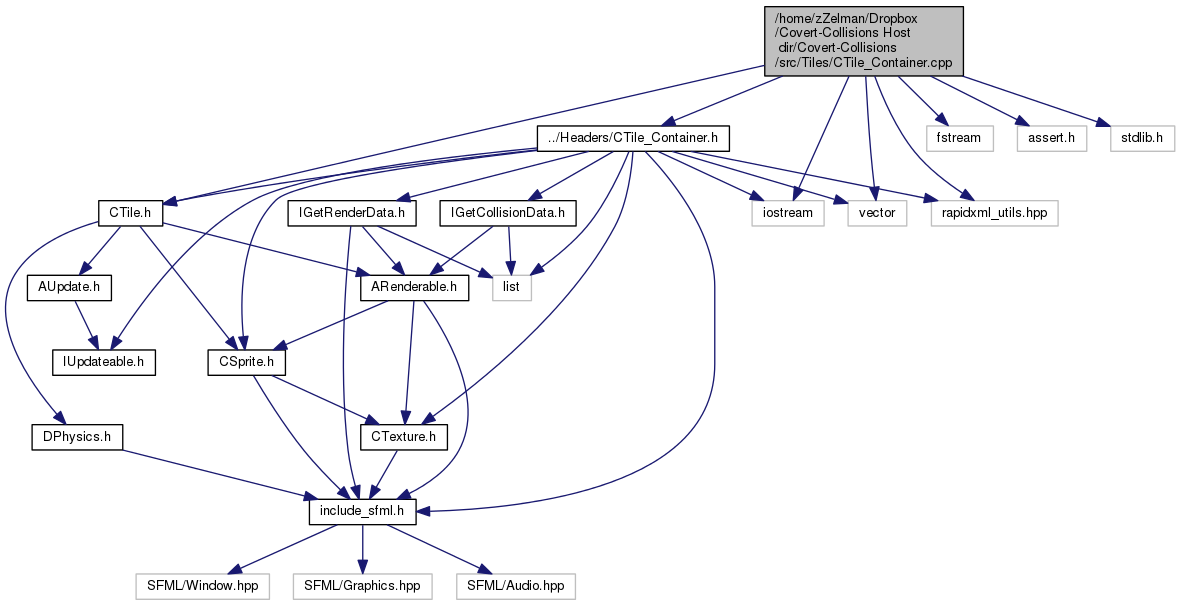 /home/zZelman/Dropbox
/Covert-Collisions Host
dir/Covert-Collisions
/src/Tiles/CTile_Container.cpp
../Headers/CTile_Container.h
fstream
assert.h
stdlib.h
CTile.h
IGetRenderData.h
IGetCollisionData.h
iostream
vector
rapidxml_utils.hpp
AUpdate.h
ARenderable.h
list
IUpdateable.h
CSprite.h
DPhysics.h
CTexture.h
include_sfml.h
SFML/Window.hpp
SFML/Graphics.hpp
SFML/Audio.hpp